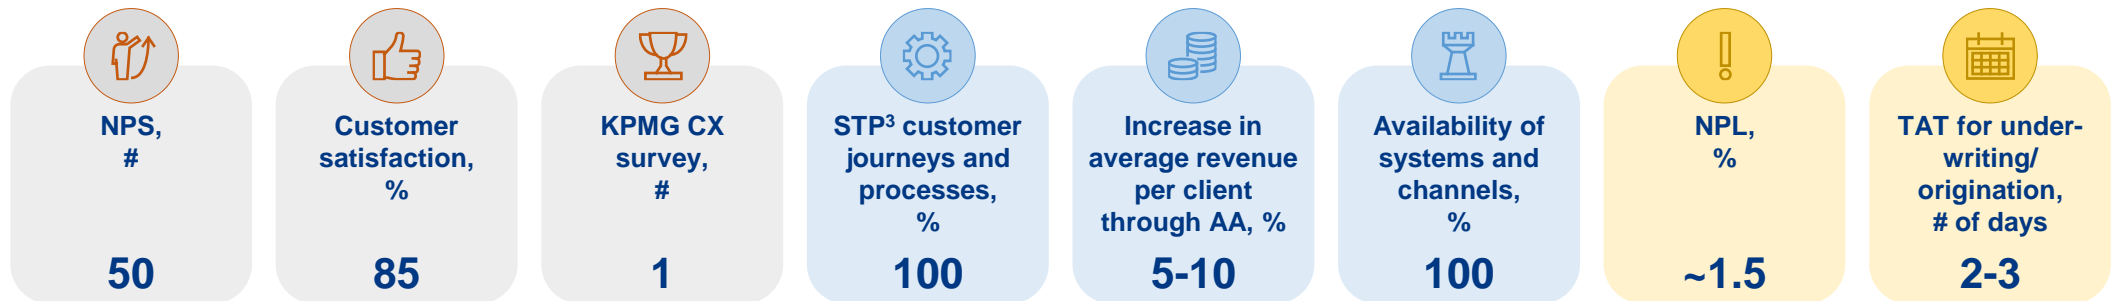 NPS,
#
50
Customer
satisfaction,
%
85
KPMG CX
survey,
#
1
STP³ customer
journeys and
processes,
%
100
Increase in
average revenue
per client
through AA, %
5-10
Availability of
systems and
channels,
%
100
NPL,
%
~1.5
TAT for under-
writing/
origination,
# of days
2-3